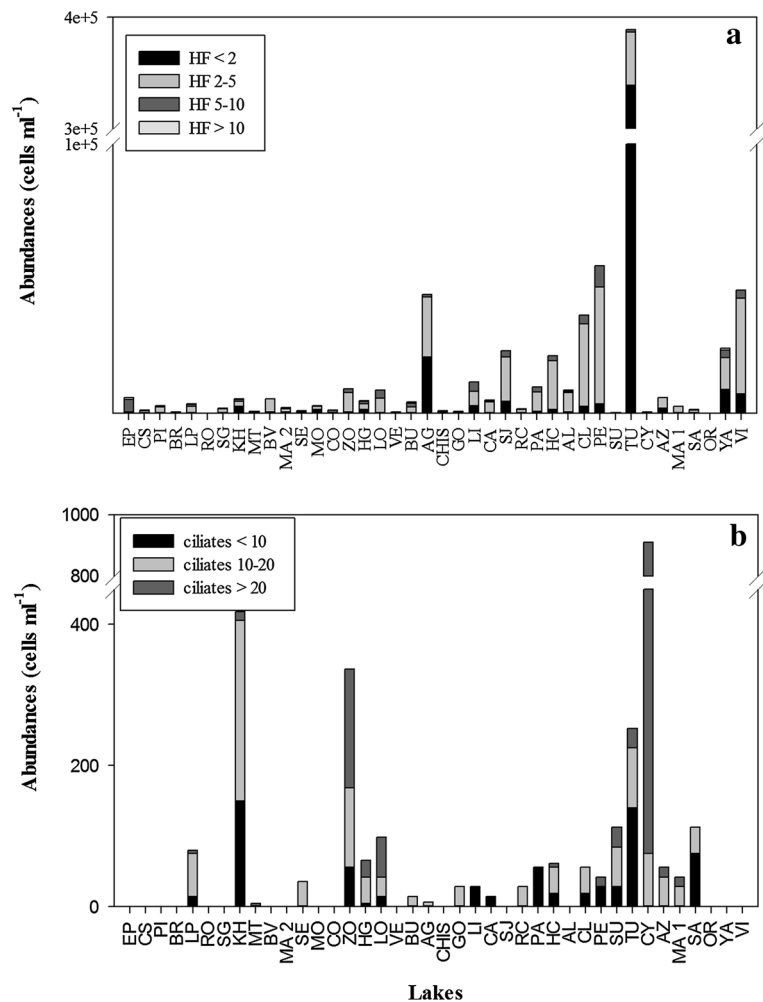 a
4e+5
3e+5
1e+5
HF < 2
HF 2-5
HF 5-10
HF > 10
Abundances (cells ml⁻¹)
EP CS PI BR LP RO SG KH MT BV MA 2 SE MO CO ZO HG LO VE BU AG CHIS GO LI CA SJ RC PA HC AL CL PE SU TU CY AZ MA 1 SA OR YA VI
b
1000
800
400
200
0
ciliates < 10
ciliates 10-20
ciliates > 20
Abundances (cells ml⁻¹)
EP CS PI BR LP RO SG KH MT BV MA 2 SE MO CO ZO HG LO VE BU AG CHIS GO LI CA SJ RC PA HC AL CL PE SU TU CY AZ MA 1 SA OR YA VI
Lakes